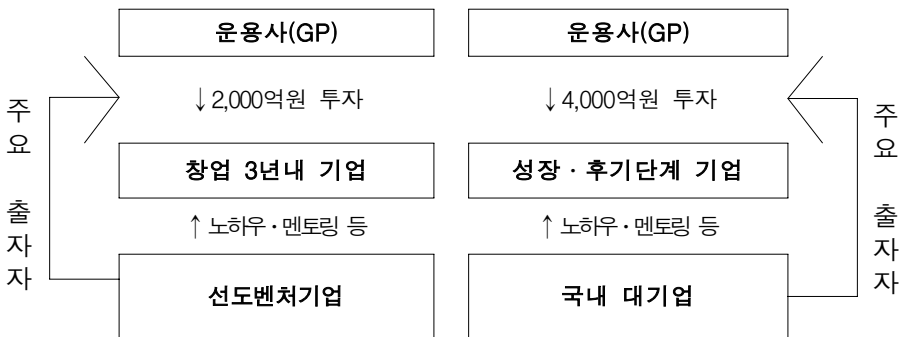 운용사(GP)
운용사(GP)
↓2,000억원 투자
↓4,000억원 투자
주요 출자자
주요 출자자
창업 3년내 기업
성장·후기단계 기업
↑노하우·멘토링 등
↑노하우·멘토링 등
선도벤처기업
국내 대기업